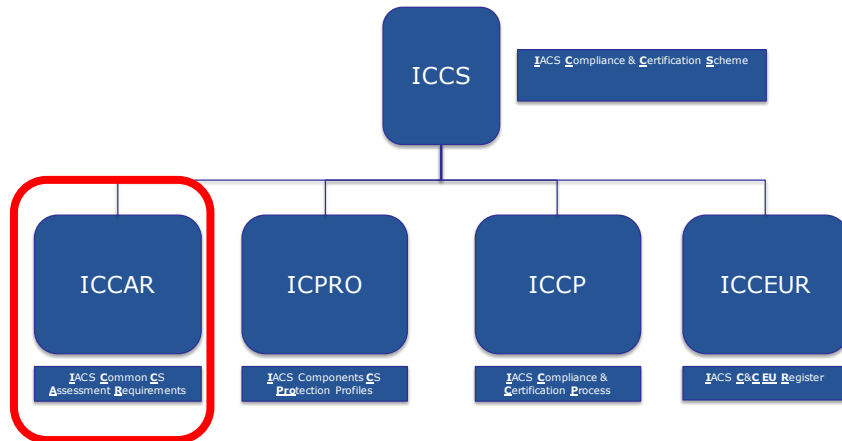 ICCS
IACS Compliance & Certification Scheme
ICCAR
ICPRO
ICCP
ICCEUR
IACS Common CS
Assessment Requirements
IACS Components CS
Protection Profiles
IACS Compliance &
Certification Process
IACS C&C EU Register